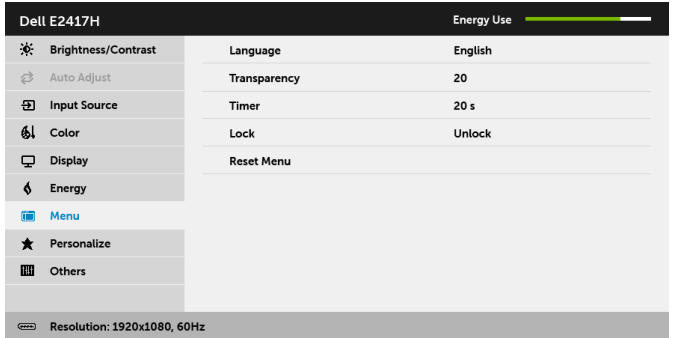 Dell E2417H Energy Use
Brightness/Contrast Language English
Auto Adjust Transparency 20
Input Source Timer 20 s
Color Lock Unlock
Display Reset Menu
Energy
Menu
Personalize
Others
Resolution: 1920x1080, 60Hz